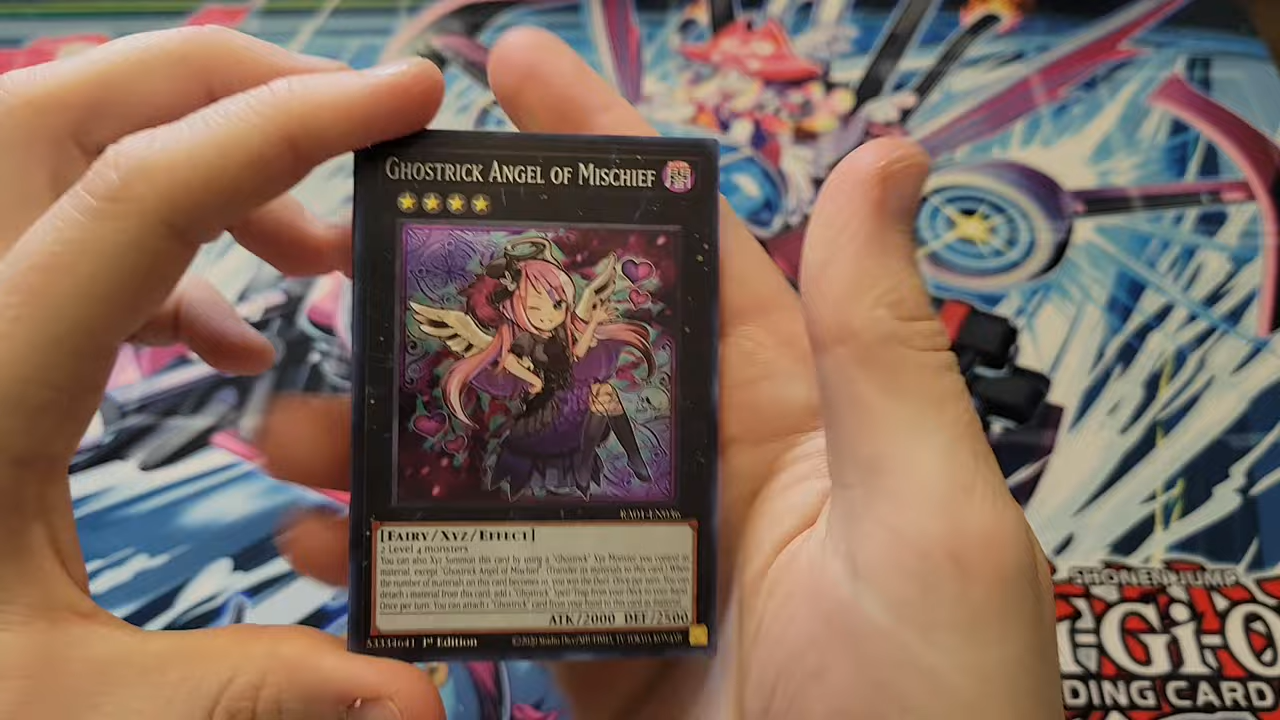 GHOSTRICK ANGEL OF MISCHIEF
RA01-EN036
[FAIRY/XYZ/EFFECT]
2 Level 4 monsters
You can also Xyz Summon this card by using a "Ghostrick" Xyz Monster you control as
material, except "Ghostrick Angel of Mischief". (Transfer its materials to this card.) When
the number of materials on this card becomes 10, you win the Duel. Once per turn: You can
detach 1 material from this card; add 1 "Ghostrick" Spell/Trap from your Deck to your hand.
Once per turn: You can attach 1 "Ghostrick" card from your hand to this card as material.
ATK/2000 DEF/2500
53334641 1st Edition
SHONEN JUMP
Gi-O
DING CARD